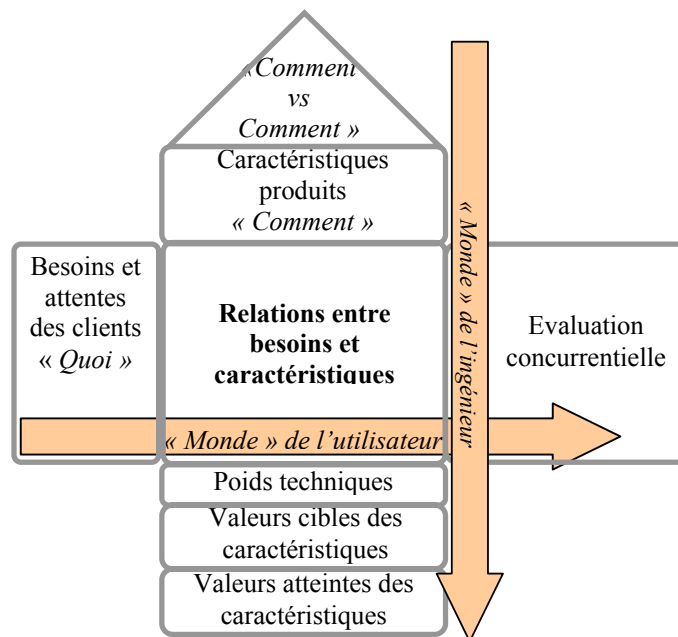 «Comment
vs
Comment »
Caractéristiques
produits
« Comment »
Besoins et
attentes
des clients
« Quoi »
Relations entre
besoins et
caractéristiques
« Monde » de l’ingénieur
Evaluation
concurrentielle
« Monde » de l’utilisateur
Poids techniques
Valeurs cibles des
caractéristiques
Valeurs atteintes des
caractéristiques